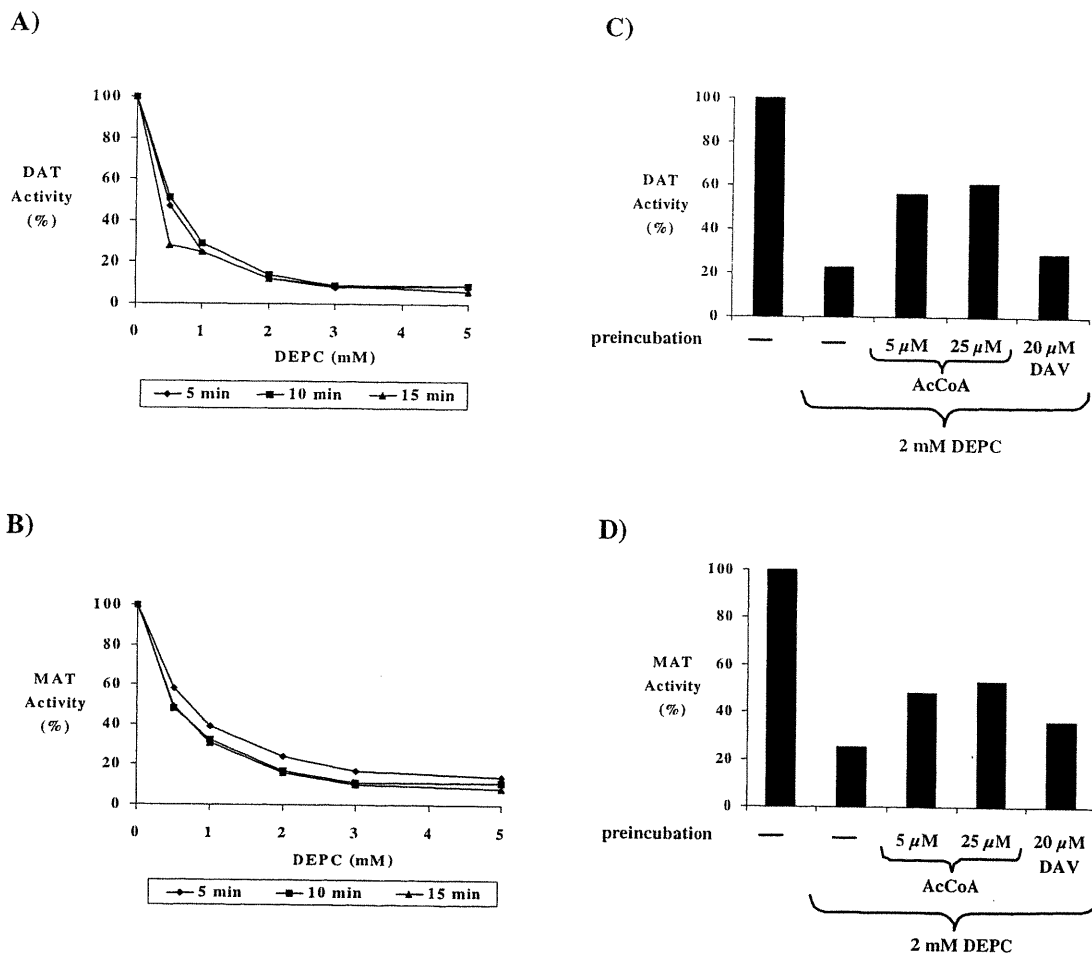 A)
100
80
60
40
20
0
DAT
Activity
(%)
0 1 2 3 4 5
DEPC (mM)
5 min 10 min 15 min
B)
100
80
60
40
20
0
MAT
Activity
(%)
0 1 2 3 4 5
DEPC (mM)
5 min 10 min 15 min
C)
100
80
60
40
20
0
DAT
Activity
(%)
preincubation — — 5 µM 25 µM 20 µM
DAV
AcCoA
2 mM DEPC
D)
100
80
60
40
20
0
MAT
Activity
(%)
preincubation — — 5 µM 25 µM 20 µM
DAV
AcCoA
2 mM DEPC